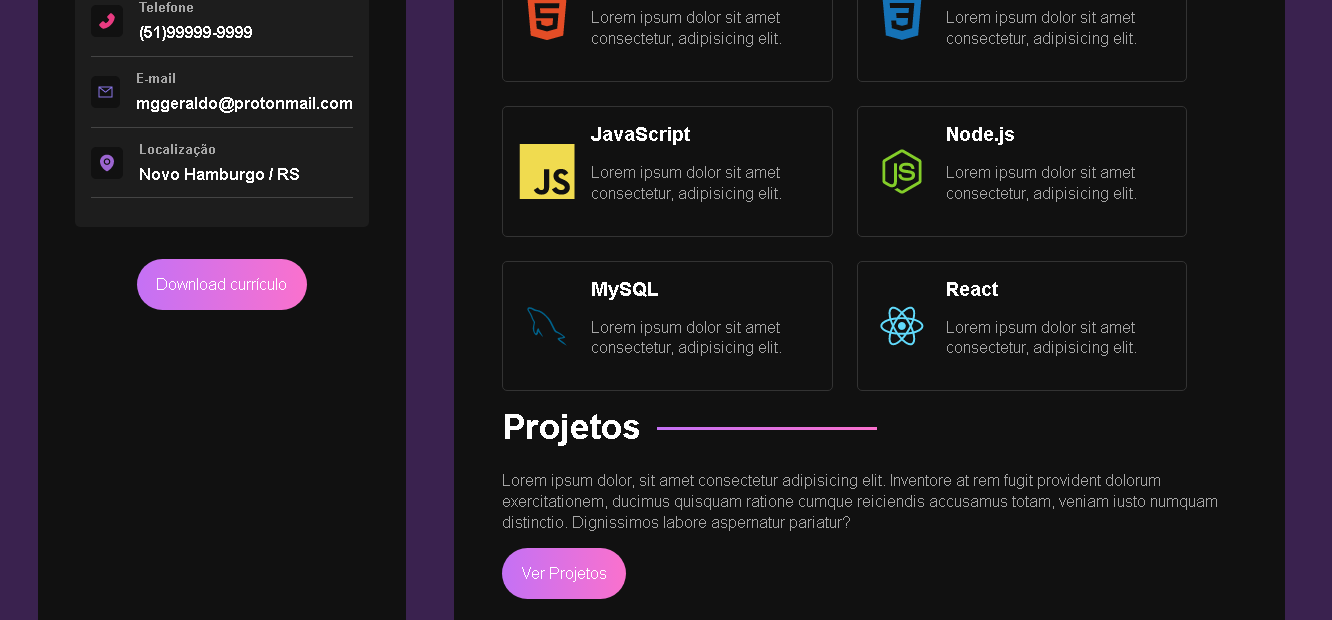 Telefone
(51)99999-9999
E-mail
mggeraldo@protonmail.com
Localização
Novo Hamburgo / RS
Download currículo
Lorem ipsum dolor sit amet
consectetur, adipisicing elit.
Lorem ipsum dolor sit amet
consectetur, adipisicing elit.
JS
JavaScript
Lorem ipsum dolor sit amet
consectetur, adipisicing elit.
JS
Node.js
Lorem ipsum dolor sit amet
consectetur, adipisicing elit.
MySQL
Lorem ipsum dolor sit amet
consectetur, adipisicing elit.
React
Lorem ipsum dolor sit amet
consectetur, adipisicing elit.
Projetos
Lorem ipsum dolor, sit amet consectetur adipisicing elit. Inventore at rem fugit provident dolorum
exercitationem, ducimus quisquam ratione cumque reiciendis accusamus totam, veniam iusto numquam
distinctio. Dignissimos labore aspernatur pariatur?
Ver Projetos